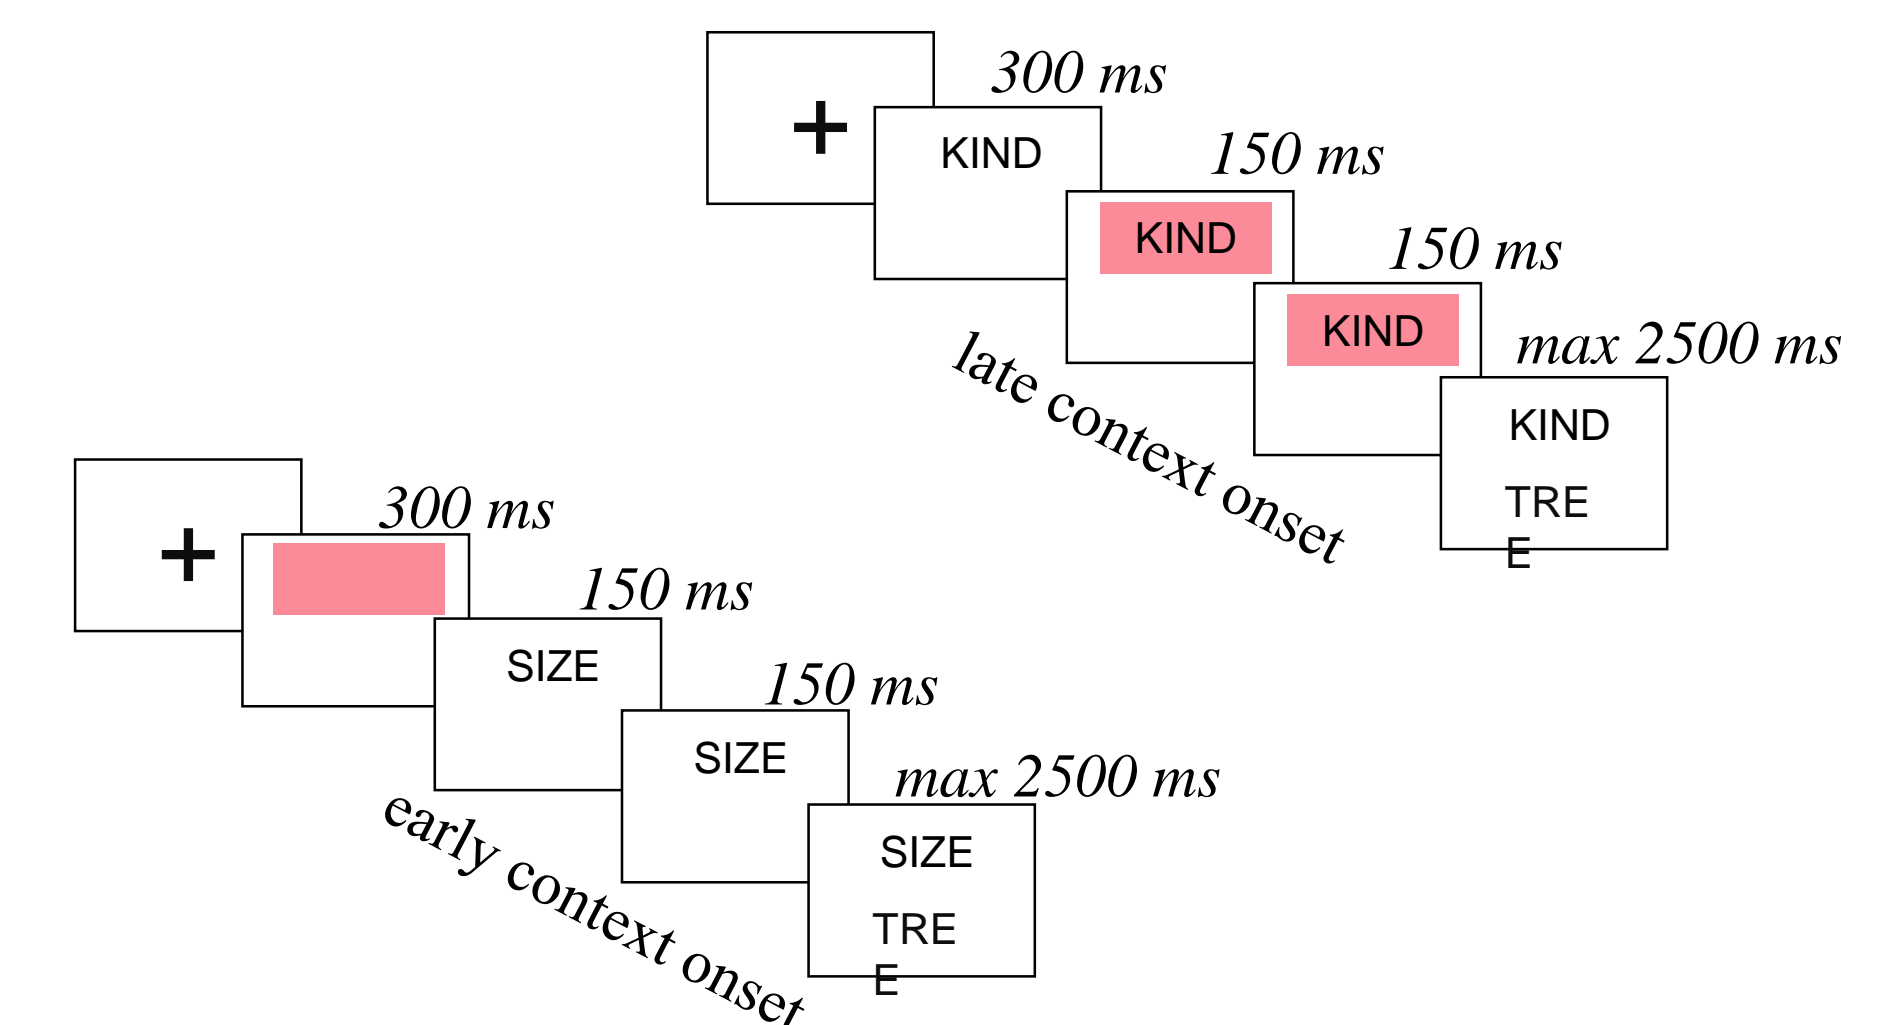 +
300 ms
KIND
150 ms
KIND
150 ms
KIND
max 2500 ms
KIND
TRE
E
late context onset
+
300 ms
150 ms
SIZE
150 ms
SIZE
max 2500 ms
SIZE
TRE
E
early context onset